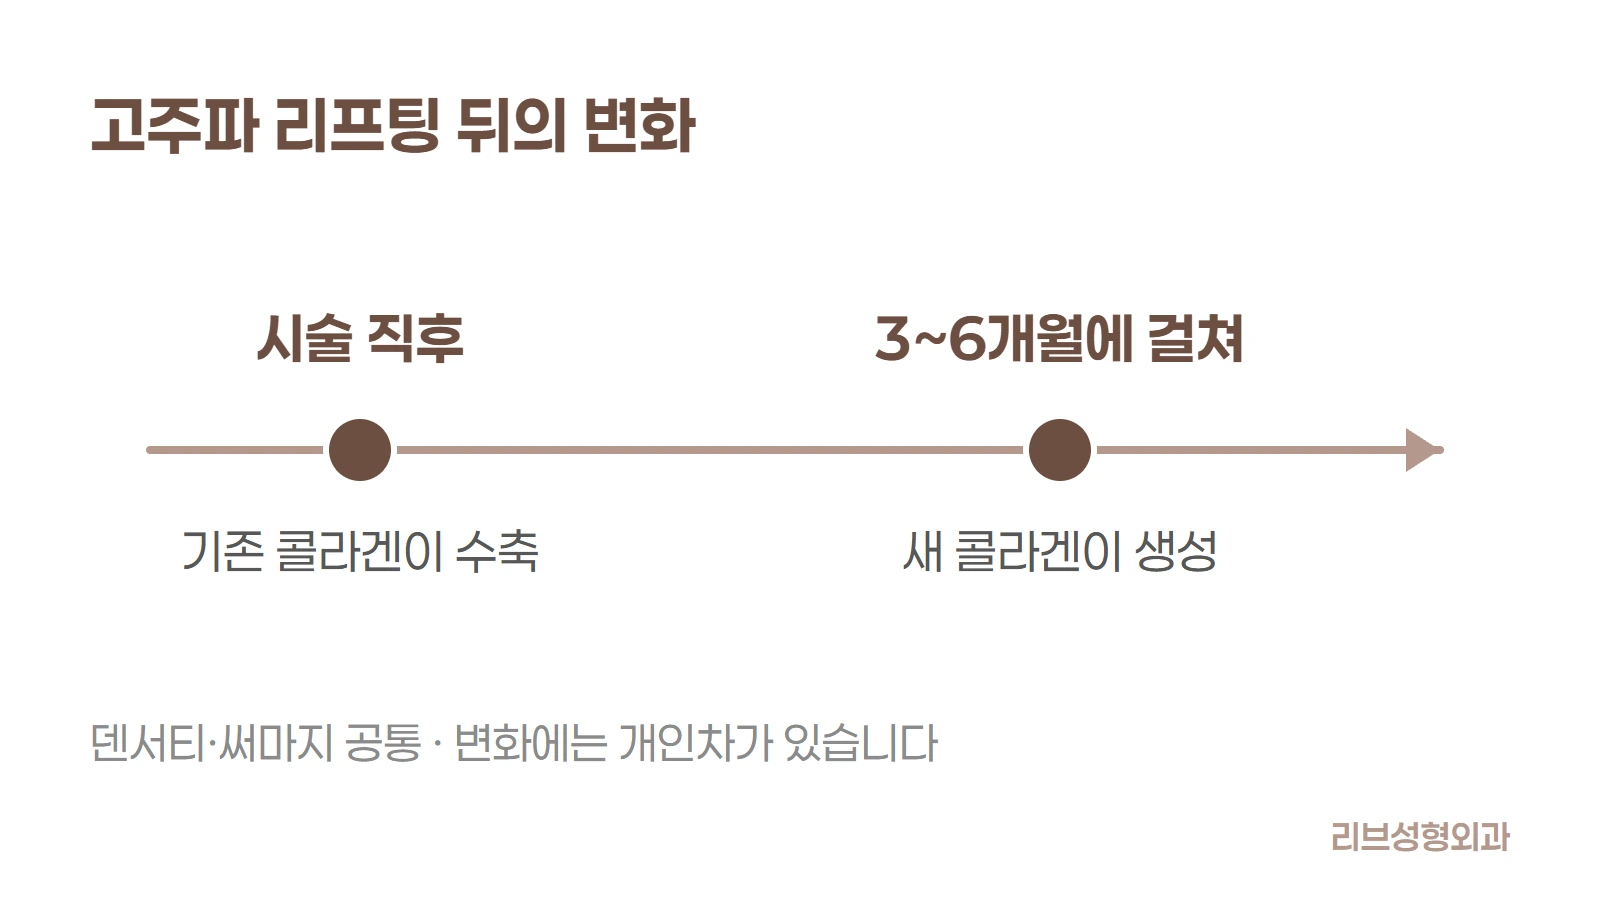 고주파 리프팅 뒤의 변화
시술 직후
3~6개월에 걸쳐
기존 콜라겐이 수축
새 콜라겐이 생성
덴서티·써마지 공통 · 변화에는 개인차가 있습니다
리브성형외과